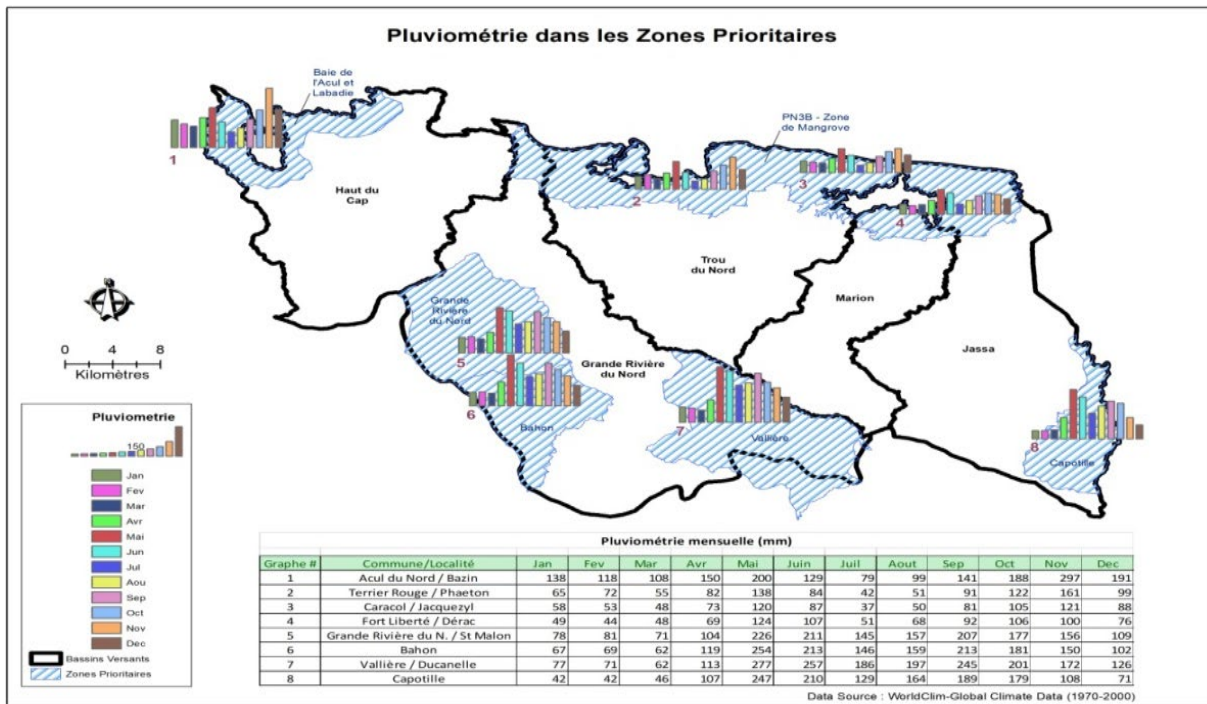 Pluviométrie dans les Zones Prioritaires
Baie de
l'Acul et
Labadie
PN3B - Zone
de Mangrove
1
2
3
4
Haut du
Cap
Trou
du Nord
Marion
Jassa
Grande
Rivière
du Nord
Grande Rivière
du Nord
5
6
7
8
Bahon
Vallière
Capotille
0 4 8
Kilomètres
Pluviometrie
150
Jan
Fev
Mar
Avr
Mai
Jun
Jul
Aou
Sep
Oct
Nov
Dec
Bassins Versants
Zones Prioritaires
Pluviométrie mensuelle (mm)
Graphe # Commune/Localité Jan Fev Mar Avr Mai Juin Juil Aout Sep Oct Nov Dec
1 Acul du Nord / Bazin 138 118 108 150 200 129 79 99 141 188 297 191
2 Terrier Rouge / Phaeton 65 72 55 82 138 84 42 51 91 122 161 99
3 Caracol / Jacquezyl 58 53 48 73 120 87 37 50 81 105 121 88
4 Fort Liberté / Dérac 49 44 48 69 124 107 51 68 92 106 100 76
5 Grande Rivière du N. / St Malon 78 81 71 104 226 211 145 157 207 177 156 109
6 Bahon 67 69 62 119 254 213 146 159 213 181 150 102
7 Vallière / Ducanelle 77 71 62 113 277 257 186 197 245 201 172 126
8 Capotille 42 42 46 107 247 210 129 164 189 179 108 71
Data Source : WorldClim-Global Climate Data (1970-2000)